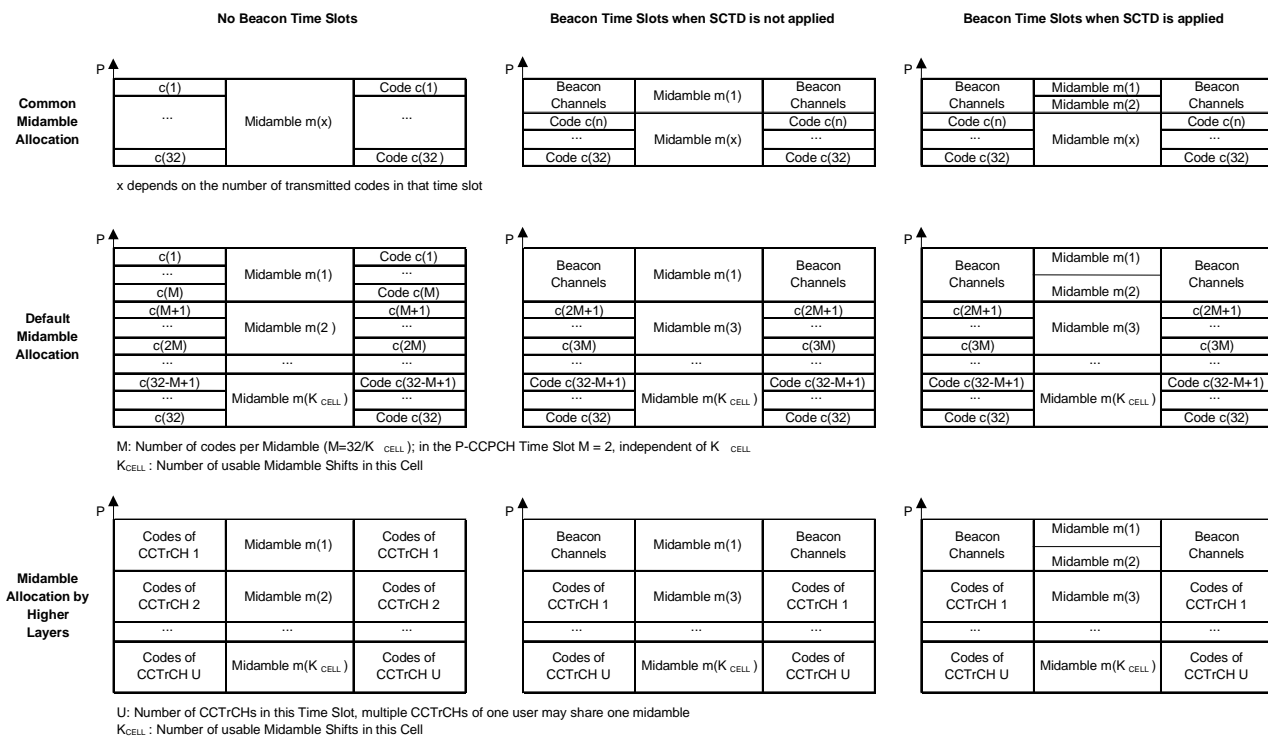 No Beacon Time Slots
Beacon Time Slots when SCTD is not applied
Beacon Time Slots when SCTD is applied
Common
Midamble
Allocation
P
c(1)
...
c(32)
Midamble m(x)
Code c(1)
...
Code c(32)
P
Beacon
Channels
Code c(n)
...
Code c(32)
Midamble m(1)
Midamble m(x)
Beacon
Channels
Code c(n)
...
Code c(32)
P
Beacon
Channels
Code c(n)
...
Code c(32)
Midamble m(1)
Midamble m(2)
Midamble m(x)
Beacon
Channels
Code c(n)
...
Code c(32)
x depends on the number of transmitted codes in that time slot
Default
Midamble
Allocation
P
c(1)
...
c(M)
c(M+1)
...
c(2M)
...
c(32-M+1)
...
c(32)
Midamble m(1)
Midamble m(2 )
...
Midamble m(K CELL )
Code c(1)
...
Code c(M)
c(M+1)
...
c(2M)
...
Code c(32-M+1)
...
Code c(32)
P
Beacon
Channels
c(2M+1)
...
c(3M)
...
Code c(32-M+1)
...
Code c(32)
Midamble m(1)
Midamble m(3)
...
Midamble m(K CELL )
Beacon
Channels
c(2M+1)
...
c(3M)
...
Code c(32-M+1)
...
Code c(32)
P
Beacon
Channels
c(2M+1)
...
c(3M)
...
Code c(32-M+1)
...
Code c(32)
Midamble m(1)
Midamble m(2)
Midamble m(3)
...
Midamble m(K CELL )
Beacon
Channels
c(2M+1)
...
c(3M)
...
Code c(32-M+1)
...
Code c(32)
M: Number of codes per Midamble (M=32/K CELL ); in the P-CCPCH Time Slot M = 2, independent of K CELL
KCELL : Number of usable Midamble Shifts in this Cell
Midamble
Allocation by
Higher
Layers
P
Codes of
CCTrCH 1
Codes of
CCTrCH 2
...
Codes of
CCTrCH U
Midamble m(1)
Midamble m(2)
...
Midamble m(K CELL )
Codes of
CCTrCH 1
Codes of
CCTrCH 2
...
Codes of
CCTrCH U
P
Beacon
Channels
Codes of
CCTrCH 1
...
Codes of
CCTrCH U
Midamble m(1)
Midamble m(3)
...
Midamble m(K CELL )
Beacon
Channels
Codes of
CCTrCH 1
...
Codes of
CCTrCH U
P
Beacon
Channels
Codes of
CCTrCH 1
...
Codes of
CCTrCH U
Midamble m(1)
Midamble m(2)
Midamble m(3)
...
Midamble m(K CELL )
Beacon
Channels
Codes of
CCTrCH 1
...
Codes of
CCTrCH U
U: Number of CCTrCHs in this Time Slot, multiple CCTrCHs of one user may share one midamble
KCELL : Number of usable Midamble Shifts in this Cell